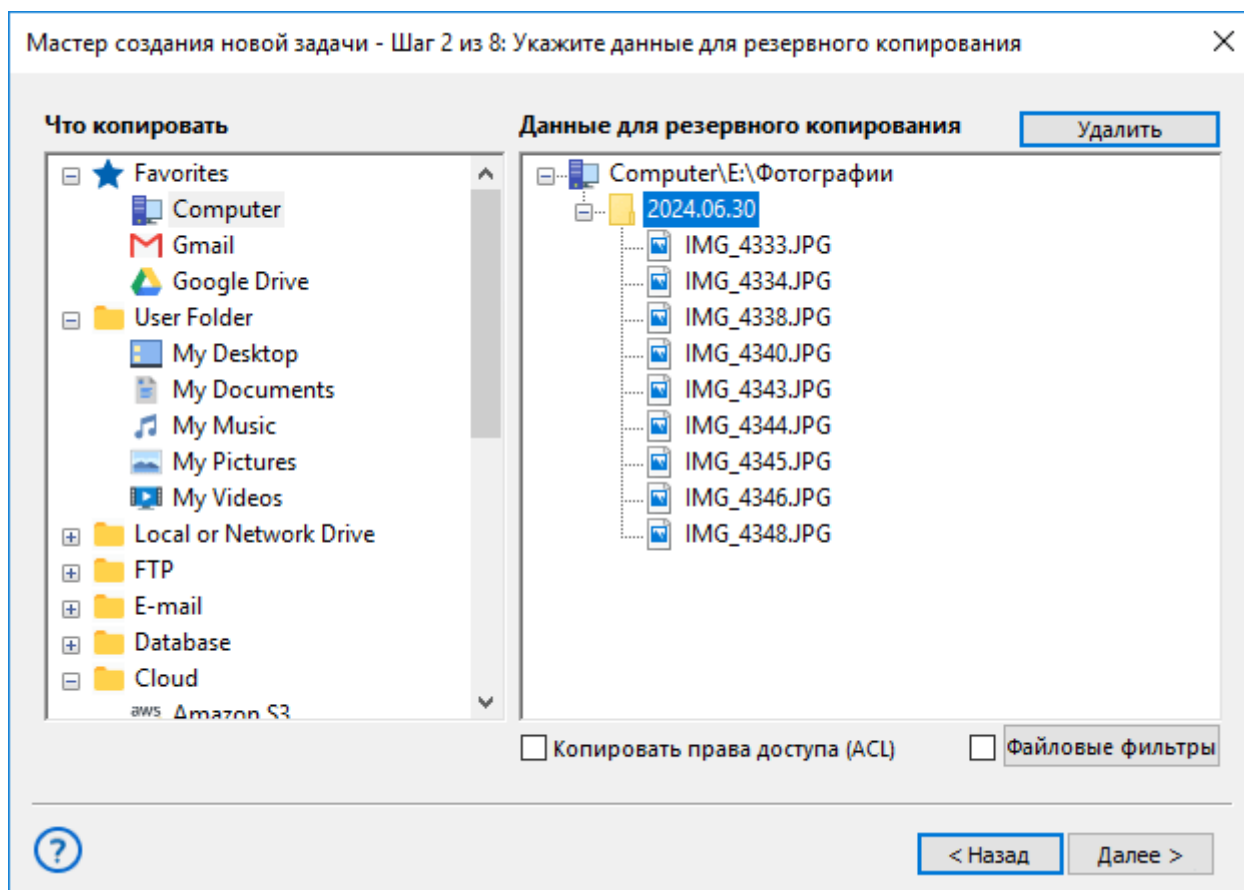 Мастер создания новой задачи - Шаг 2 из 8: Укажите данные для резервного копирования
Что копировать
Favorites
Computer
Gmail
Google Drive
User Folder
My Desktop
My Documents
My Music
My Pictures
My Videos
Local or Network Drive
FTP
E-mail
Database
Cloud
aws Amazon S3
Данные для резервного копирования
Удалить
Computer\E:\Фотографии
2024.06.30
IMG_4333.JPG
IMG_4334.JPG
IMG_4338.JPG
IMG_4340.JPG
IMG_4343.JPG
IMG_4344.JPG
IMG_4345.JPG
IMG_4346.JPG
IMG_4348.JPG
Копировать права доступа (ACL)
Файловые фильтры
?
< Назад
Далее >